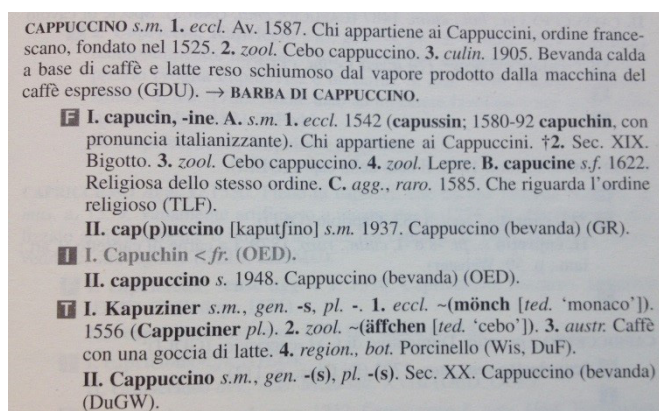 CAPPUCCINO s.m. 1. eccl. Av. 1587. Chi appartiene ai Cappuccini, ordine france-
scano, fondato nel 1525. 2. zool. Cebo cappuccino. 3. culin. 1905. Bevanda calda
a base di caffè e latte reso schiumoso dal vapore prodotto dalla macchina del
caffè espresso (GDU). → BARBA DI CAPPUCCINO.
F I. capucin, -ine. A. s.m. 1. eccl. 1542 (capussin; 1580-92 capuchin, con
pronuncia italianizzante). Chi appartiene ai Cappuccini. †2. Sec. XIX.
Bigotto. 3. zool. Cebo cappuccino. 4. zool. Lepre. B. capucine s.f. 1622.
Religiosa dello stesso ordine. C. agg., raro. 1585. Che riguarda l'ordine
religioso (TLF).
II. cap(p)uccino [kaputʃino] s.m. 1937. Cappuccino (bevanda) (GR).
I I. Capuchin < fr. (OED).
II. cappuccino s. 1948. Cappuccino (bevanda) (OED).
T I. Kapuziner s.m., gen. -s, pl. -. 1. eccl. ~(mönch [ted. 'monaco']).
1556 (Cappuciner pl.). 2. zool. ~(äffchen [ted. 'cebo']). 3. austr. Caffè
con una goccia di latte. 4. region., bot. Porcinello (Wis, DuF).
II. Cappuccino s.m., gen. -(s), pl. -(s). Sec. XX. Cappuccino (bevanda)
(DuGW).